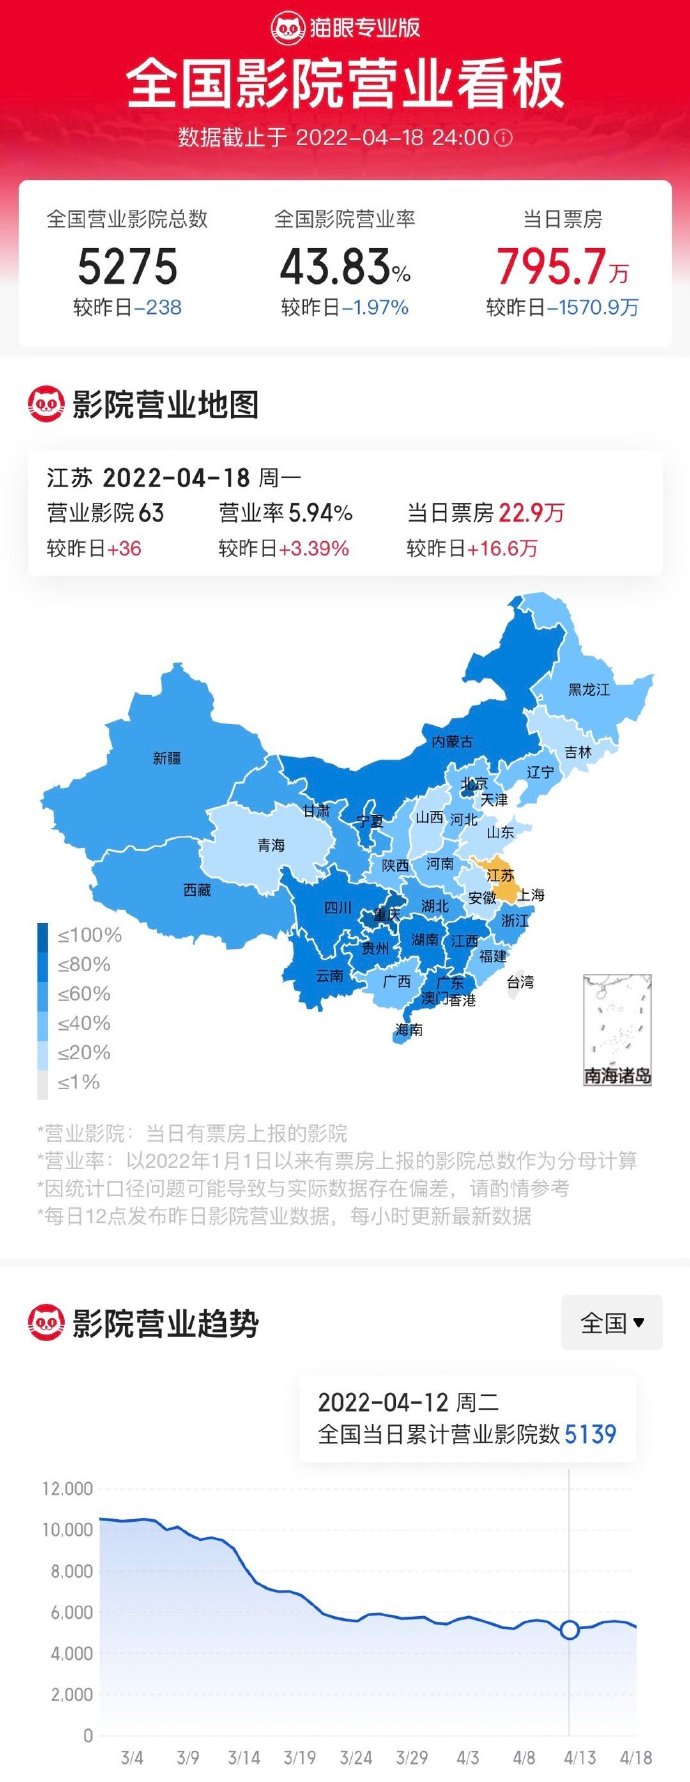 猫眼专业版
全国影院营业看板
数据截止于 2022-04-18 24:00
全国营业影院总数 全国影院营业率 当日票房
5275 43.83% 795.7万
较昨日-238 较昨日-1.97% 较昨日-1570.9万
影院营业地图
江苏 2022-04-18 周一
营业影院63 营业率5.94% 当日票房22.9万
较昨日+36 较昨日+3.39% 较昨日+16.6万
黑龙江
内蒙古
吉林
新疆
辽宁
北京
天津
甘肃
宁夏
山西
河北
山东
青海
陕西
河南
江苏
西藏
四川
重庆
湖北
安徽
上海
浙江
贵州
湖南
江西
福建
云南
广西
广东
台湾
澳门
香港
海南
南海诸岛
≤100%
≤80%
≤60%
≤40%
≤20%
≤1%
*营业影院：当日有票房上报的影院
*营业率：以2022年1月1日以来有票房上报的影院总数作为分母计算
*因统计口径问题可能导致与实际数据存在偏差，请酌情参考
*每日12点发布昨日影院营业数据，每小时更新最新数据
影院营业趋势
全国▼
2022-04-12 周二
全国当日累计营业影院数5139
12,000
10,000
8,000
6,000
4,000
2,000
0
3/4 3/9 3/14 3/19 3/24 3/29 4/3 4/8 4/13 4/18